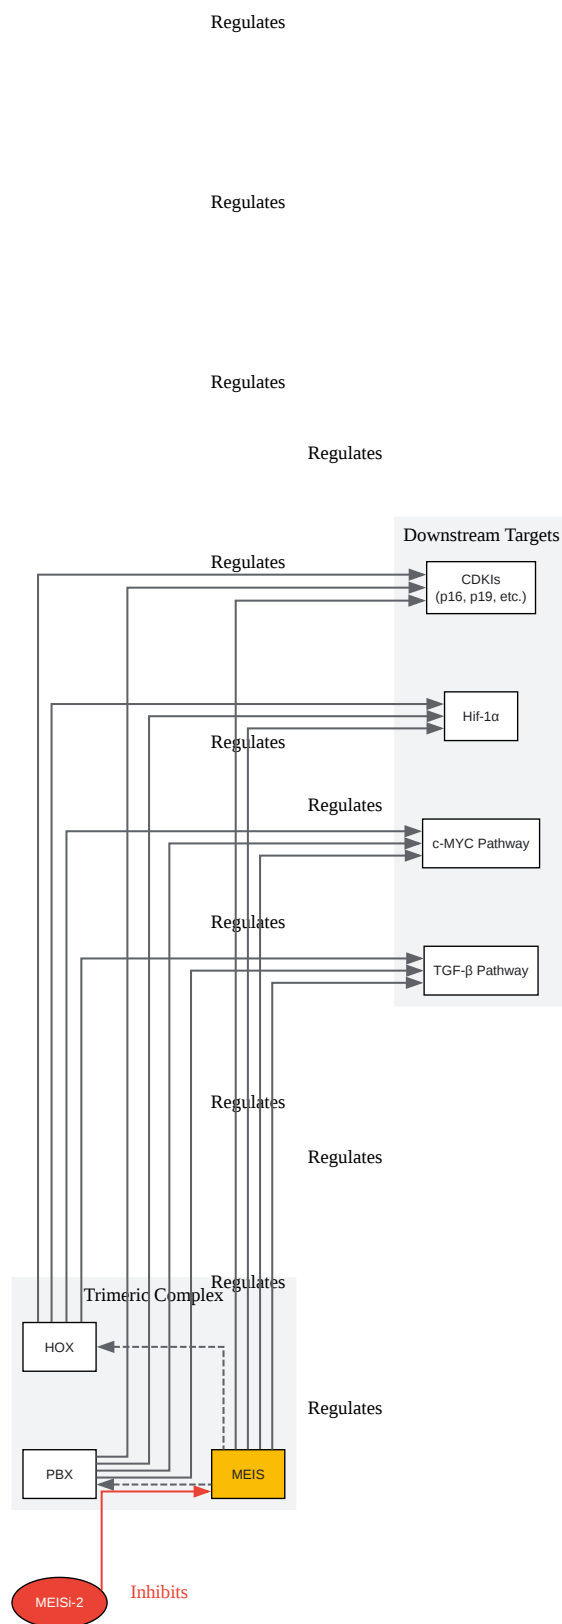 Regulates
Regulates
Regulates
Regulates
Downstream Targets
Regulates
CDKIs
(p16, p19, etc.)
Hif-1α
Regulates
Regulates
c-MYC Pathway
Regulates
TGF-β Pathway
Regulates
Regulates
Regulates
Trimeric Complex
HOX
Regulates
PBX
MEIS
MEISi-2
Inhibits